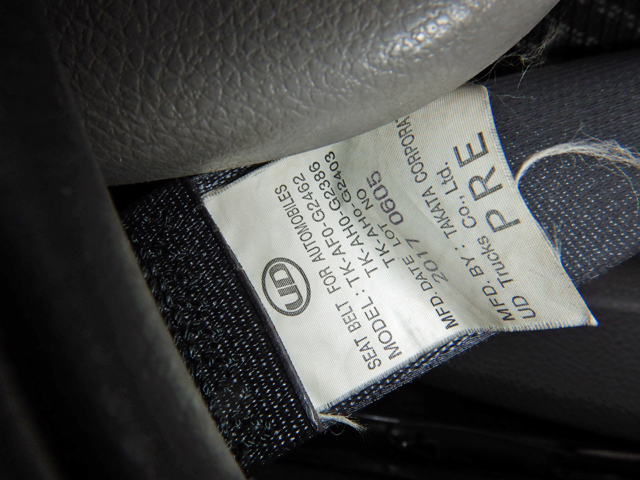 UD
SEAT BELT FOR AUTOMOBILES
MODEL : TK-AF0-G2462
TK-AH0-G2386
TK-AH0-G2403
MFD. DATE LOT NO
2017 0605
MFD. BY : TAKATA CORPORAT
UD Trucks Co., Ltd.
PRE